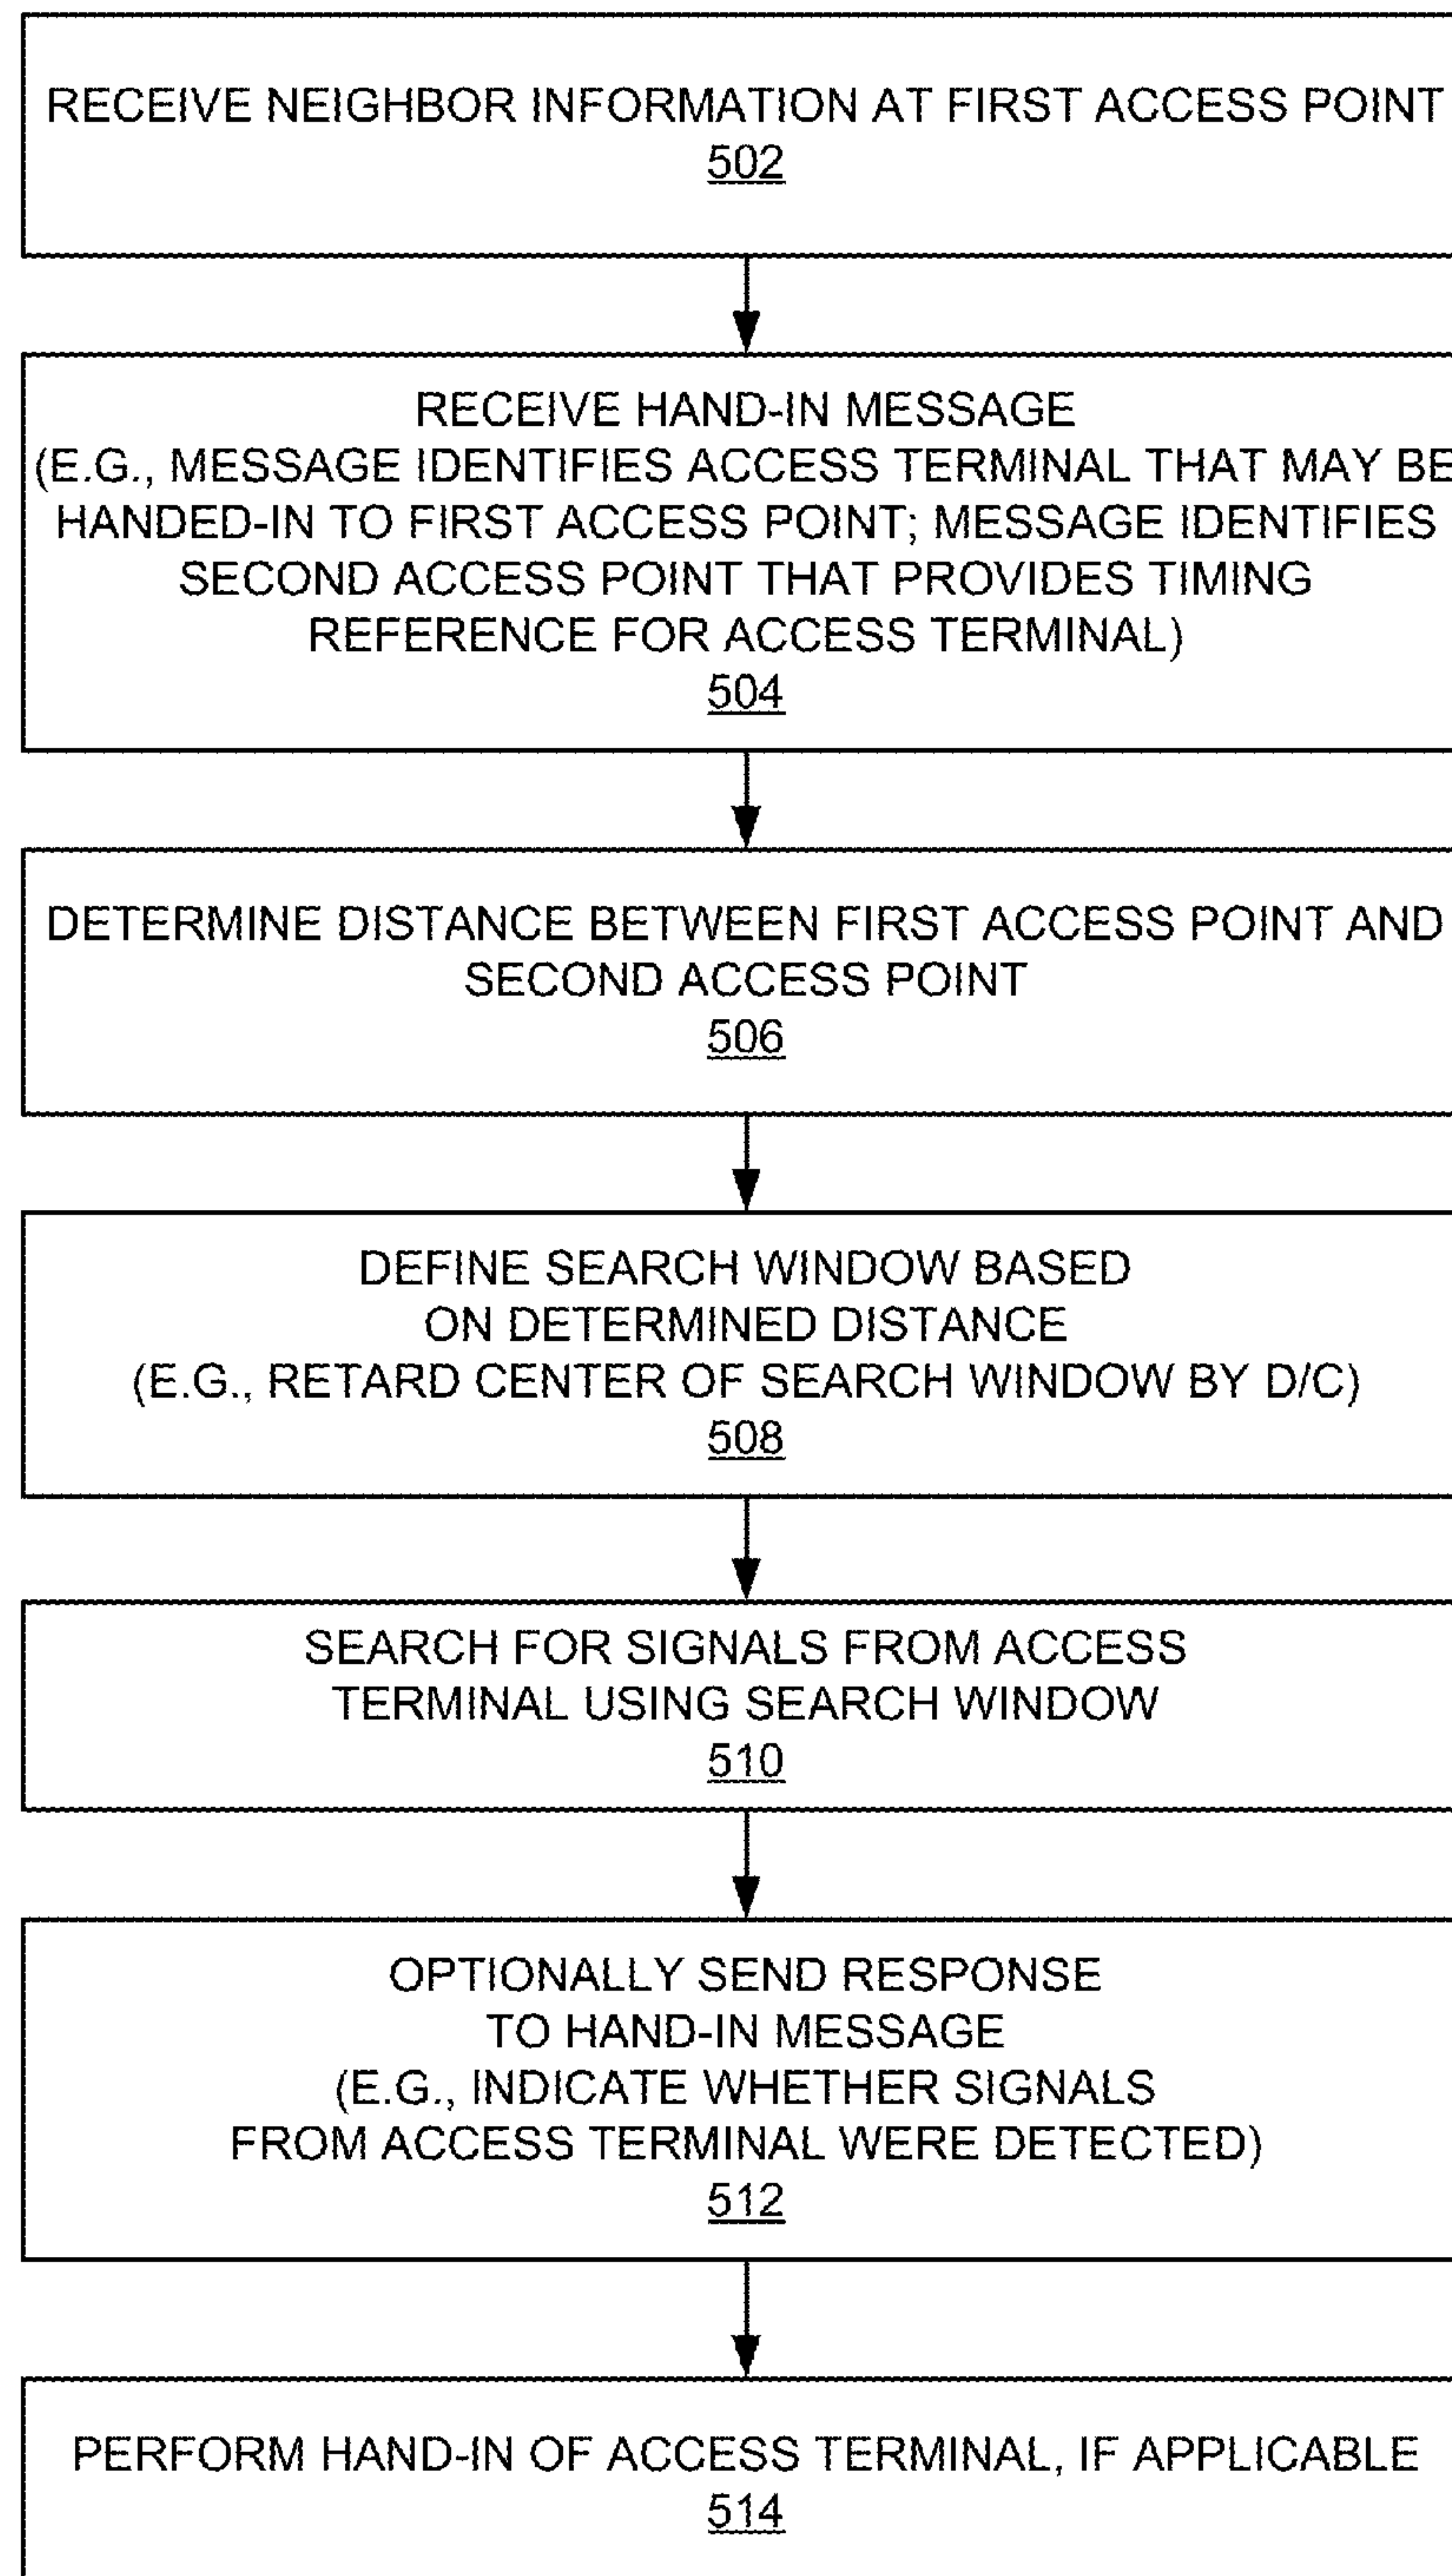 RECEIVE NEIGHBOR INFORMATION AT FIRST ACCESS POINT
502
RECEIVE HAND-IN MESSAGE
(E.G., MESSAGE IDENTIFIES ACCESS TERMINAL THAT MAY BE
HANDED-IN TO FIRST ACCESS POINT; MESSAGE IDENTIFIES
SECOND ACCESS POINT THAT PROVIDES TIMING
REFERENCE FOR ACCESS TERMINAL)
504
DETERMINE DISTANCE BETWEEN FIRST ACCESS POINT AND
SECOND ACCESS POINT
506
DEFINE SEARCH WINDOW BASED
ON DETERMINED DISTANCE
(E.G., RETARD CENTER OF SEARCH WINDOW BY D/C)
508
SEARCH FOR SIGNALS FROM ACCESS
TERMINAL USING SEARCH WINDOW
510
OPTIONALLY SEND RESPONSE
TO HAND-IN MESSAGE
(E.G., INDICATE WHETHER SIGNALS
FROM ACCESS TERMINAL WERE DETECTED)
512
PERFORM HAND-IN OF ACCESS TERMINAL, IF APPLICABLE
514